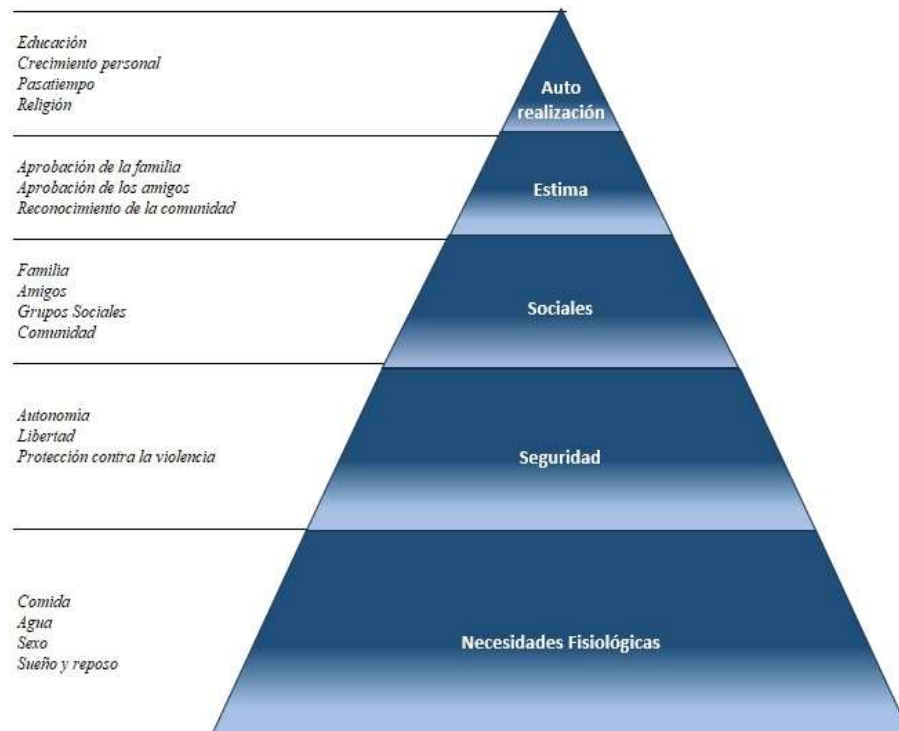 Educación
Crecimiento personal
Pasatiempo
Religión
Auto
realización
Aprobación de la familia
Aprobación de los amigos
Reconocimiento de la comunidad
Estima
Familia
Amigos
Grupos Sociales
Comunidad
Sociales
Autonomía
Libertad
Protección contra la violencia
Seguridad
Comida
Agua
Sexo
Sueño y reposo
Necesidades Fisiológicas